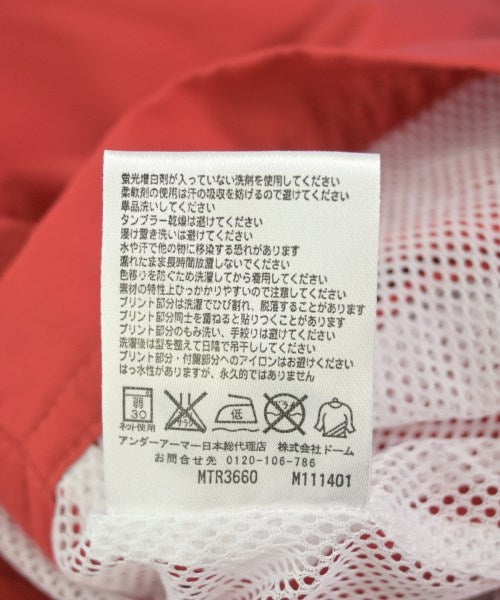 蛍光増白剤が入っていない洗剤を使用してください
柔軟剤の使用は汗の吸収を妨げるので避けてください
単品洗いしてください
タンブラー乾燥は避けてください
浸け置き洗いは避けてください
水や汗で他の物に移染する恐れがあります
濡れたまま長時間放置しないでください
色移りを防ぐため洗濯してから着用してください
素材の特性上ひっかかりやすいので注意してください
プリント部分は洗濯でひび割れ、脱落することがあります
プリント部分同士を重ねると貼りつくことがあります
プリント部分のもみ洗い、手絞りは避けてください
洗濯後は型を整えて日陰で吊干ししてください
プリント部分・付属部分へのアイロンはお避けください
はっ水性がありますが、永久的ではありません
弱
30
低
ドライ
ネット使用
アンダーアーマー日本総代理店 株式会社ドーム
お問合せ先 0120-106-786
MTR3660 M111401